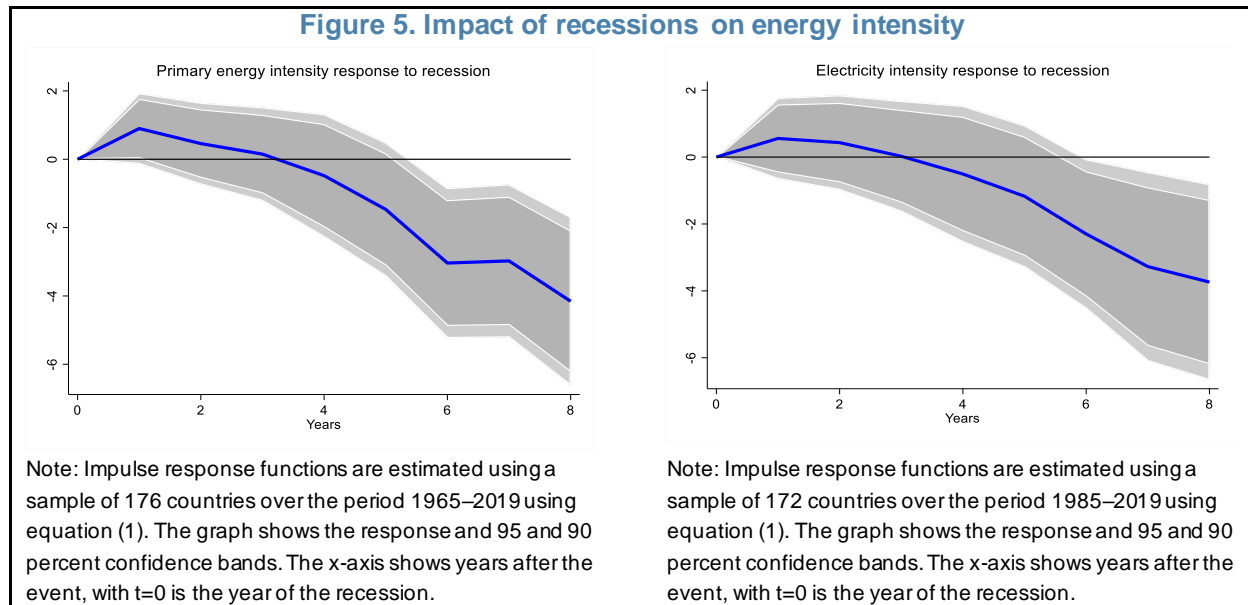 Figure 5. Impact of recessions on energy intensity
Primary energy intensity response to recession
2
0
-2
-4
-6
0 2 4 6 8
Years
Note: Impulse response functions are estimated using a
sample of 176 countries over the period 1965–2019 using
equation (1). The graph shows the response and 95 and 90
percent confidence bands. The x-axis shows years after the
event, with t=0 is the year of the recession.
Electricity intensity response to recession
2
0
-2
-4
-6
0 2 4 6 8
Years
Note: Impulse response functions are estimated using a
sample of 172 countries over the period 1985–2019 using
equation (1). The graph shows the response and 95 and 90
percent confidence bands. The x-axis shows years after the
event, with t=0 is the year of the recession.